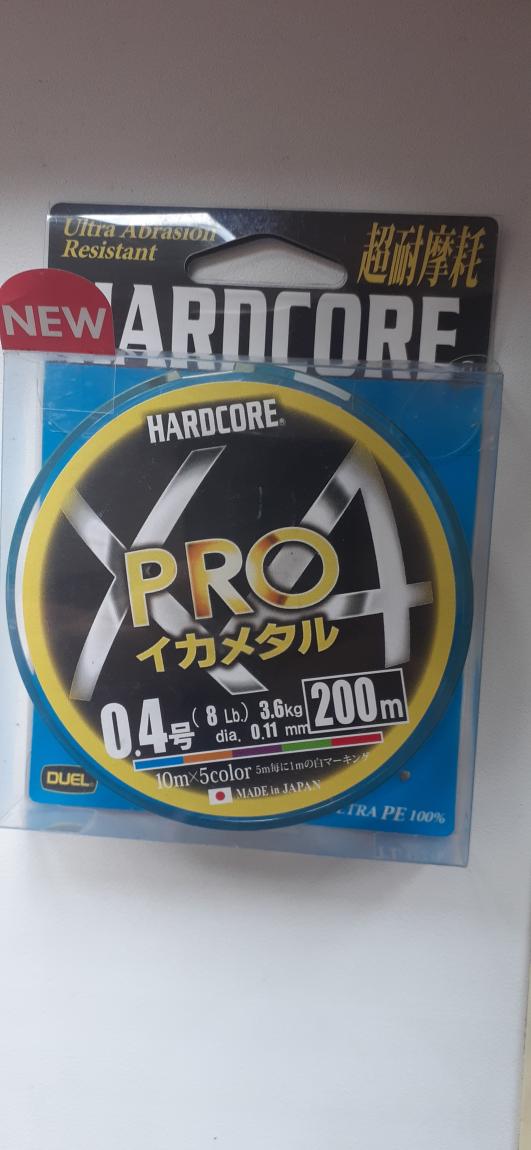 Ultra Abrasion
Resistant
超耐摩耗
NEW
HARDCORE
HARDCORE®
X4
PRO
イカメタル
0.4号 (8 Lb.) 3.6kg 200m
dia. 0.11 mm
10m×5color 5m毎に1mの白マーキング
MADE in JAPAN
DUEL®
PE 100%